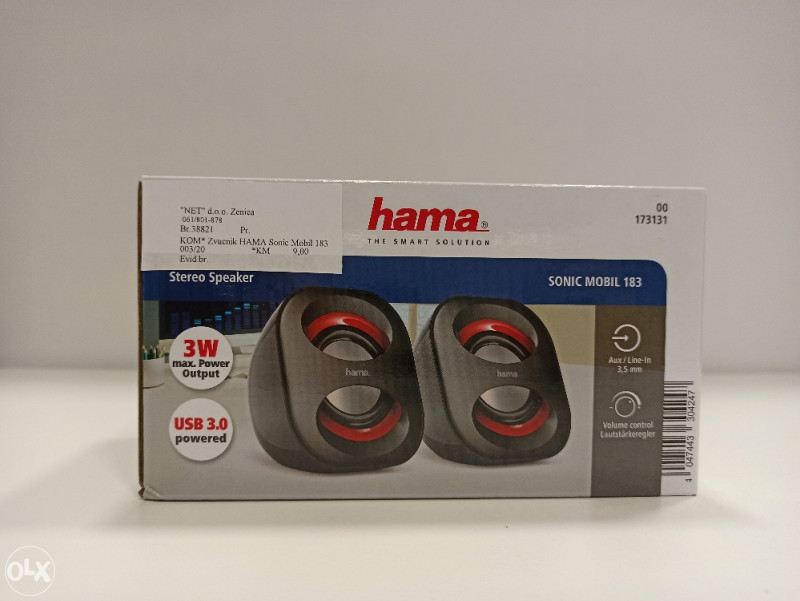 "NET" d.o.o. Zenica
061/801-878
Br.38821 Pr.
KOM* Zvucnik HAMA Sonic Mobil 183
003/20 *KM 9,00
Evid.br.
hama®
THE SMART SOLUTION
00
173131
Stereo Speaker
SONIC MOBIL 183
3W
max. Power
Output
USB 3.0
powered
hama.
hama.
Aux / Line-In
3,5 mm
Volume control
Lautstärkeregler
4 047443 304247
OLX